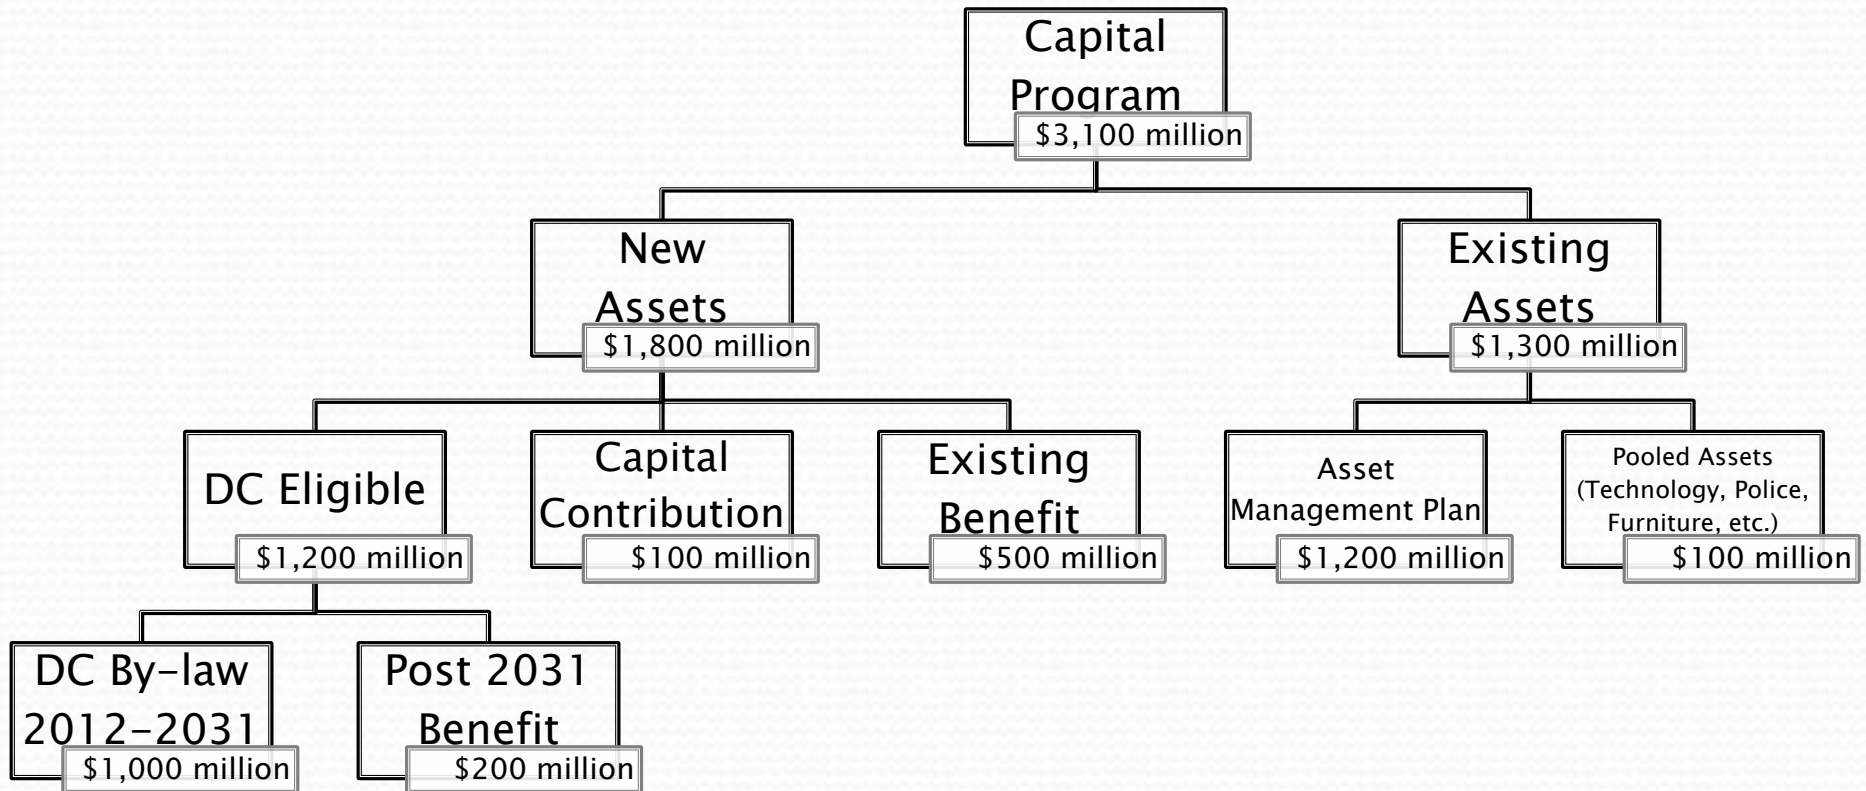 Capital
Program
$3,100 million
New
Assets
$1,800 million
Existing
Assets
$1,300 million
DC Eligible
$1,200 million
Capital
Contribution
$100 million
Existing
Benefit
$500 million
Asset
Management Plan
$1,200 million
Pooled Assets
(Technology, Police,
Furniture, etc.)
$100 million
DC By-law
2012-2031
$1,000 million
Post 2031
Benefit
$200 million